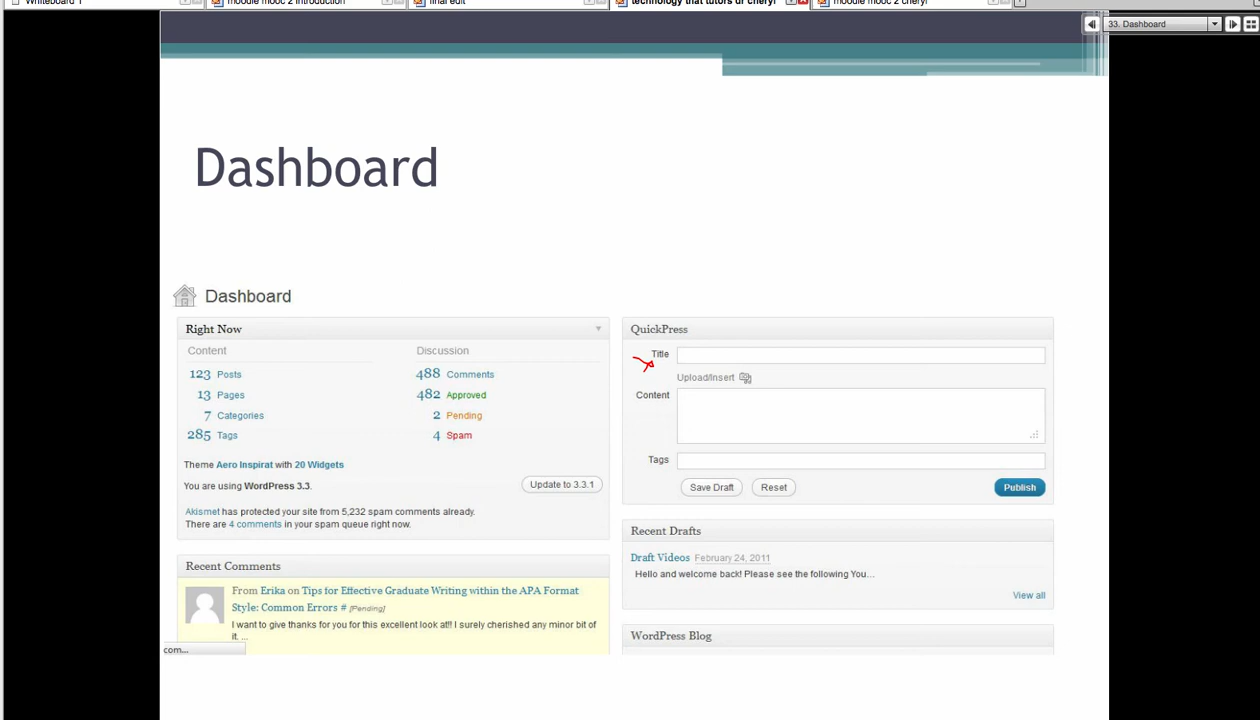 Whiteboard 1 moodle mooc 2 introduction final edit technology that tutors dr cheryl moodle mooc 2 cheryl
33. Dashboard
Dashboard
Dashboard
Right Now
Content Discussion
123 Posts 488 Comments
13 Pages 482 Approved
7 Categories 2 Pending
285 Tags 4 Spam
Theme Aero Inspirat with 20 Widgets
You are using WordPress 3.3. Update to 3.3.1
Akismet has protected your site from 5,232 spam comments already.
There are 4 comments in your spam queue right now.
Recent Comments
From Erika on Tips for Effective Graduate Writing within the APA Format
Style: Common Errors # [Pending]
I want to give thanks for you for this excellent look at!! I surely cherished any minor bit of
it. ...
com...
QuickPress
Title
Upload/Insert
Content
Tags
Save Draft Reset Publish
Recent Drafts
Draft Videos February 24, 2011
Hello and welcome back! Please see the following You...
View all
WordPress Blog